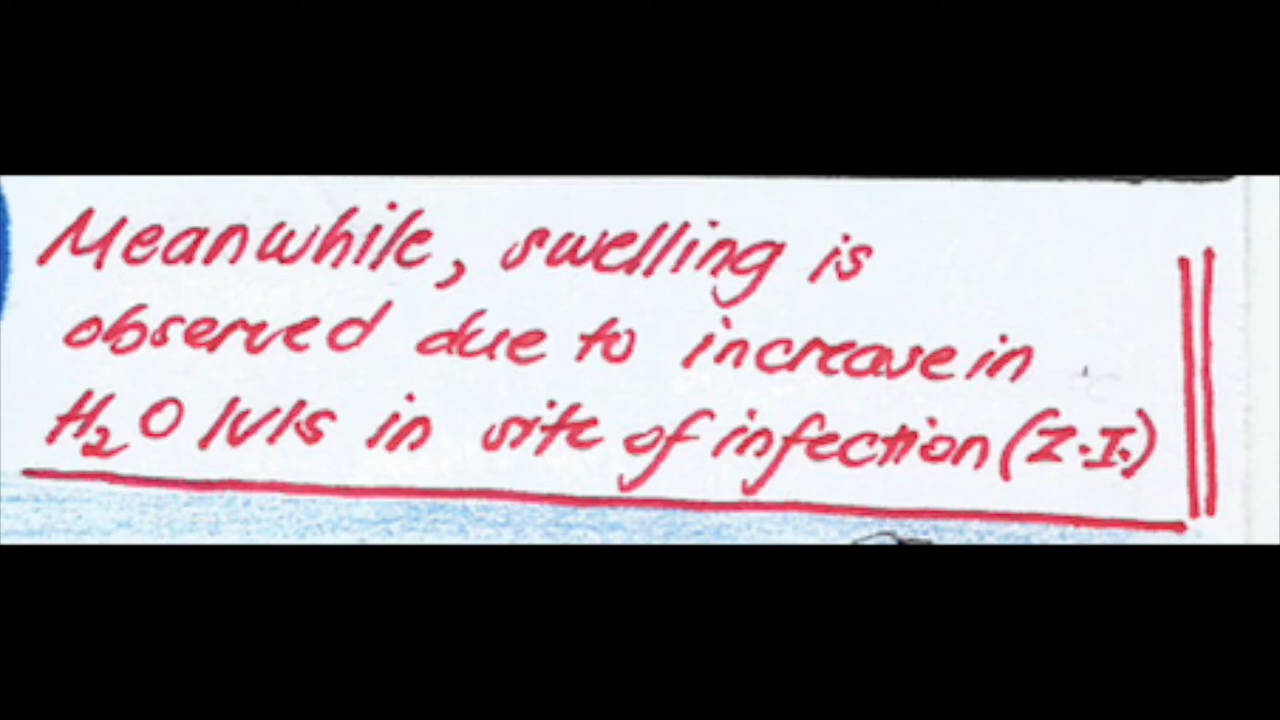 Meanwhile, swelling is
observed due to increase in
H₂O lvls in site of infection (Z.I.)